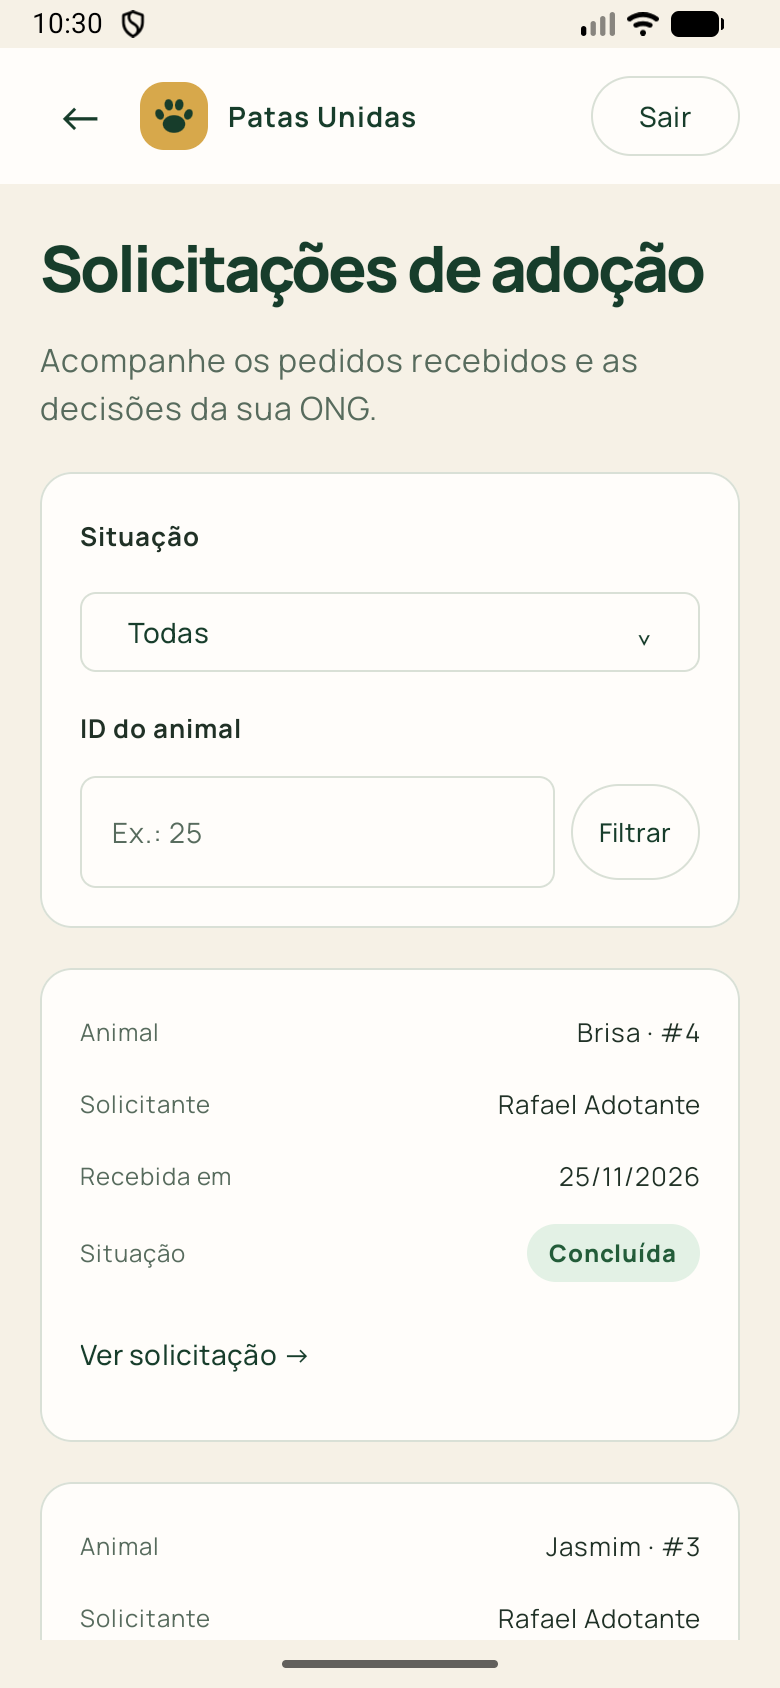 10:30
Patas Unidas
Sair
Solicitações de adoção
Acompanhe os pedidos recebidos e as
decisões da sua ONG.
Situação
Todas
ID do animal
Ex.: 25
Filtrar
Animal Brisa · #4
Solicitante Rafael Adotante
Recebida em 25/11/2026
Situação Concluída
Ver solicitação →
Animal Jasmim · #3
Solicitante Rafael Adotante